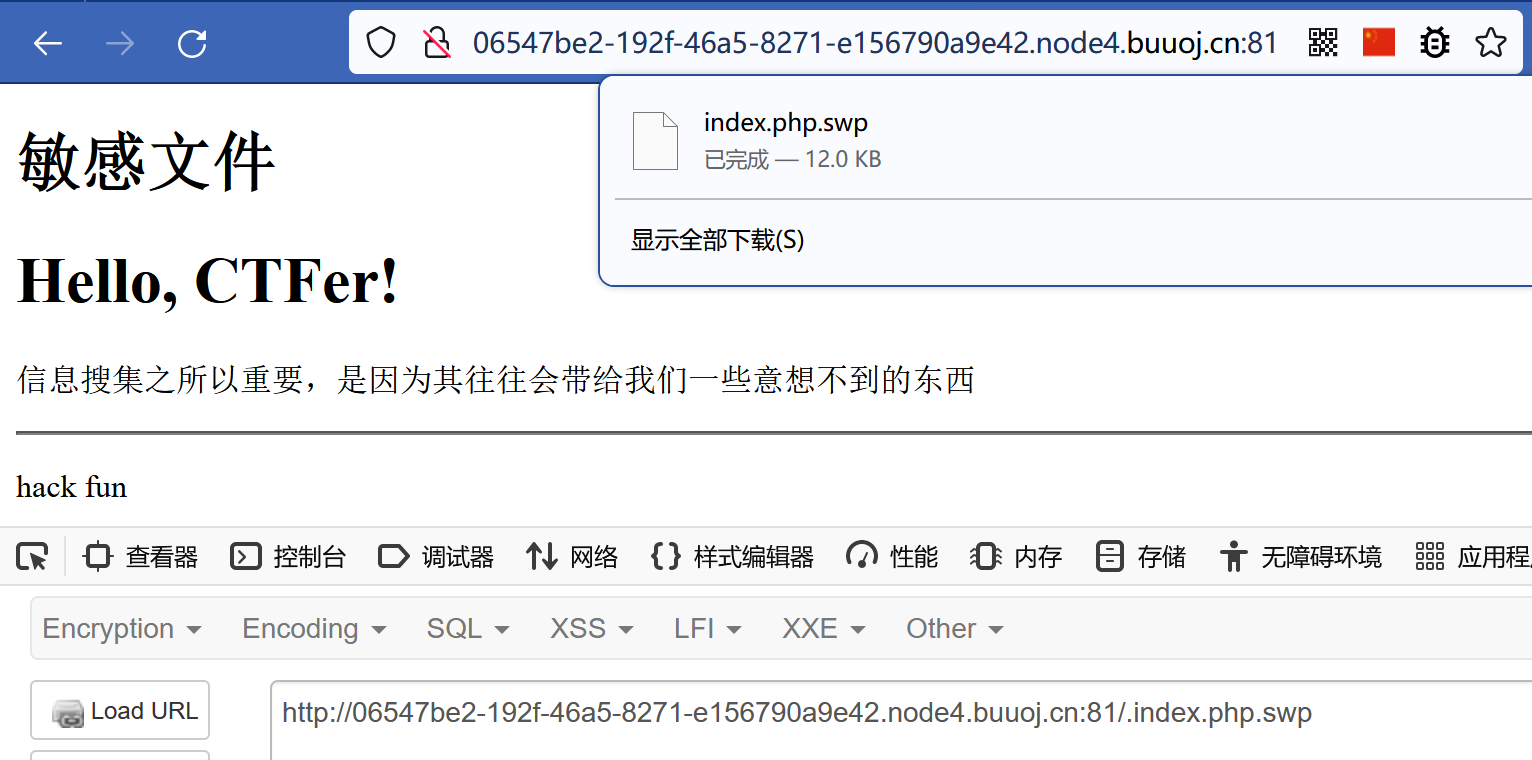 06547be2-192f-46a5-8271-e156790a9e42.node4.buuoj.cn:81
index.php.swp
已完成 — 12.0 KB
显示全部下载(S)
敏感文件
Hello, CTFer!
信息搜集之所以重要，是因为其往往会带给我们一些意想不到的东西
hack fun
查看器 控制台 调试器 网络 样式编辑器 性能 内存 存储 无障碍环境 应用程
Encryption Encoding SQL XSS LFI XXE Other
Load URL http://06547be2-192f-46a5-8271-e156790a9e42.node4.buuoj.cn:81/.index.php.swp